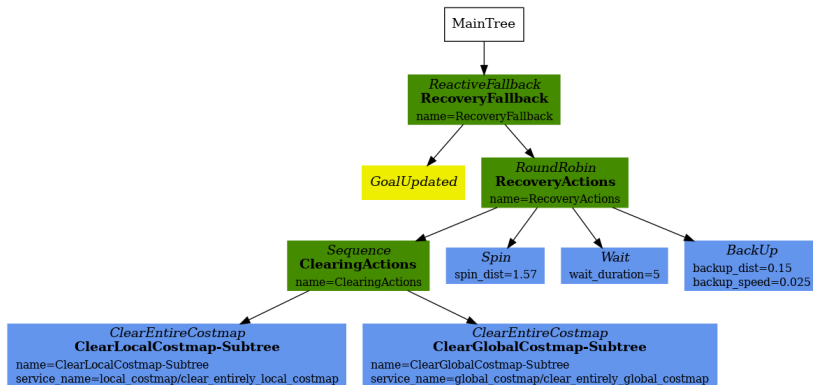 MainTree
ReactiveFallback
RecoveryFallback
name=RecoveryFallback
GoalUpdated
RoundRobin
RecoveryActions
name=RecoveryActions
Sequence
ClearingActions
name=ClearingActions
Spin
spin_dist=1.57
Wait
wait_duration=5
BackUp
backup_dist=0.15
backup_speed=0.025
ClearEntireCostmap
ClearLocalCostmap-Subtree
name=ClearLocalCostmap-Subtree
service_name=local_costmap/clear_entirely_local_costmap
ClearEntireCostmap
ClearGlobalCostmap-Subtree
name=ClearGlobalCostmap-Subtree
service_name=global_costmap/clear_entirely_global_costmap